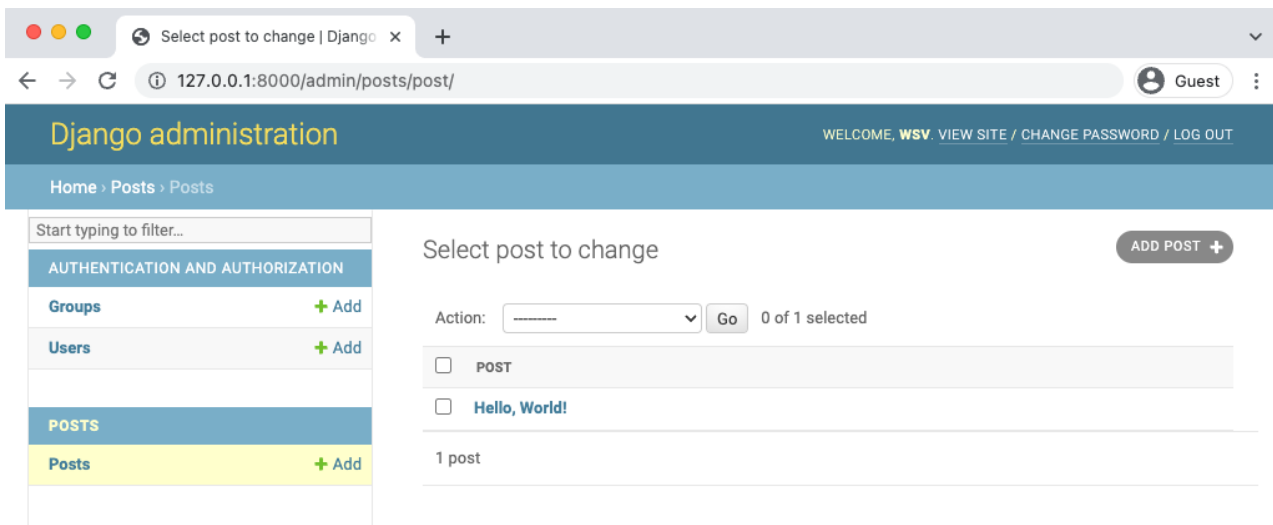 Select post to change | Django
127.0.0.1:8000/admin/posts/post/
Guest
Django administration
WELCOME, WSV. VIEW SITE / CHANGE PASSWORD / LOG OUT
Home › Posts › Posts
Start typing to filter...
AUTHENTICATION AND AUTHORIZATION
Groups + Add
Users + Add
POSTS
Posts + Add
Select post to change
ADD POST +
Action: --------- Go 0 of 1 selected
POST
Hello, World!
1 post